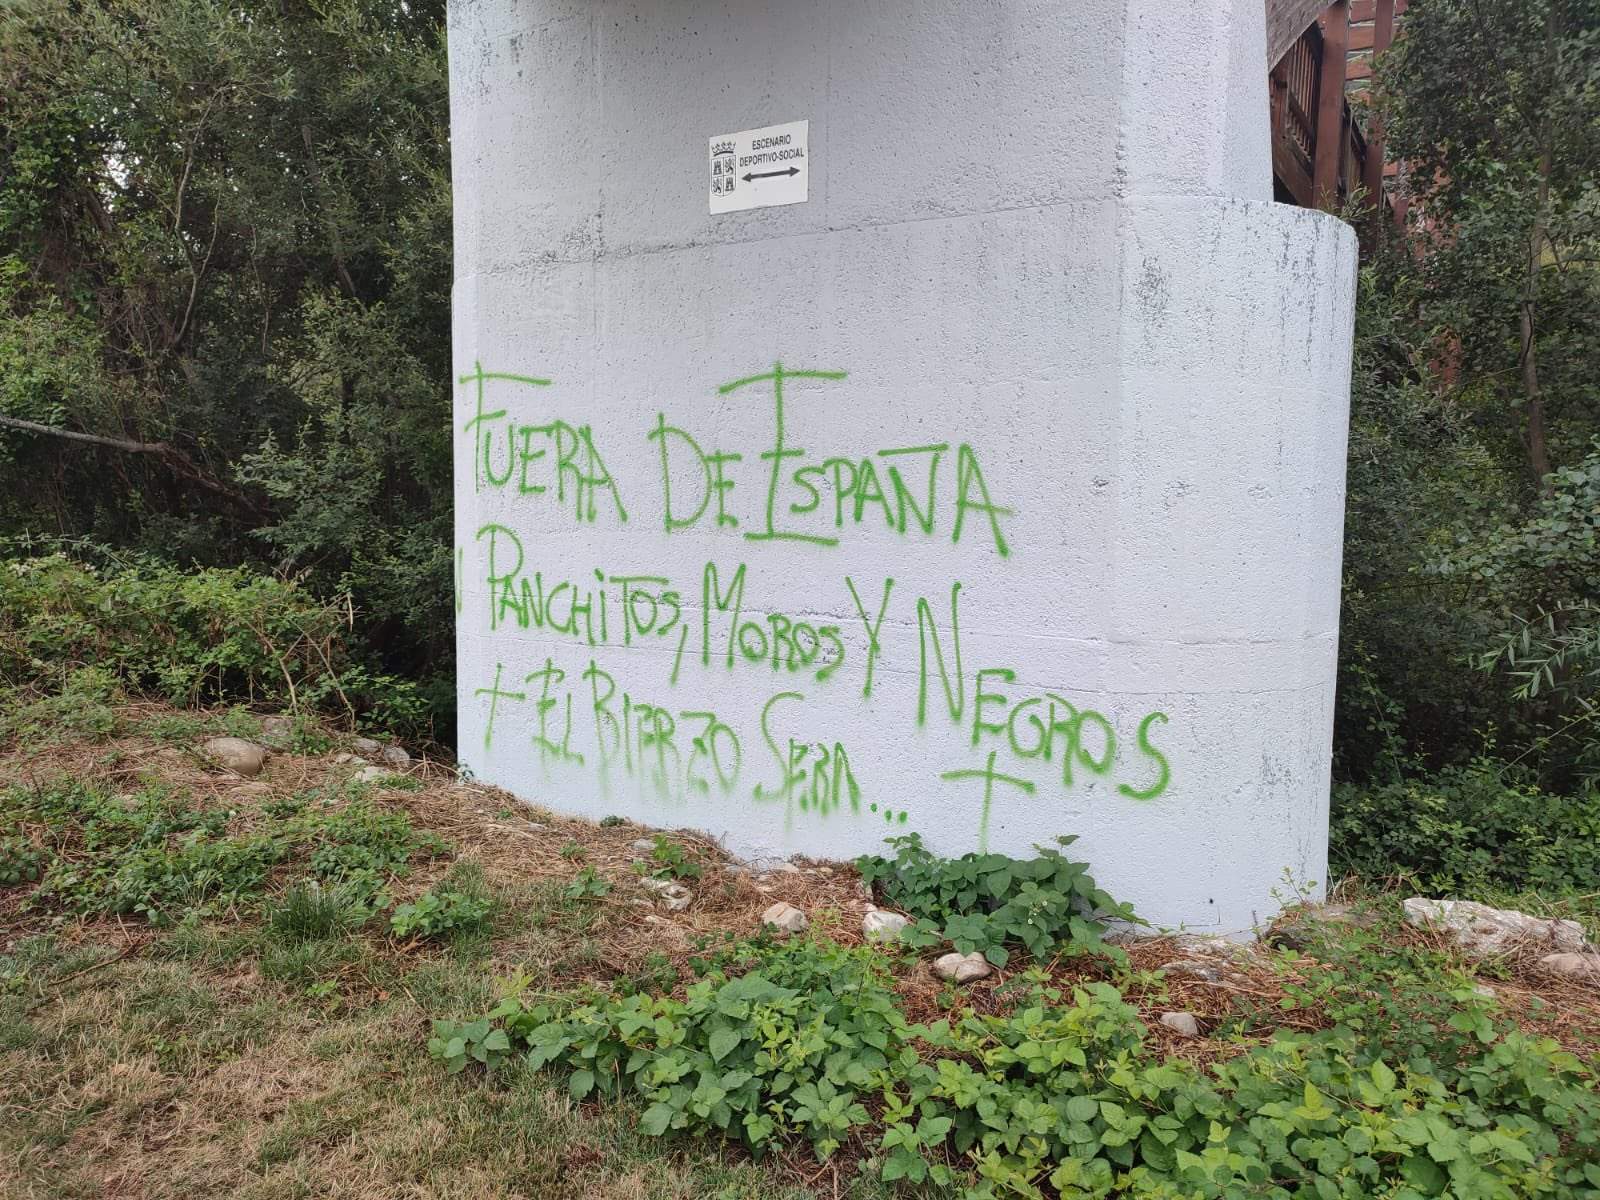 ESCENARIO
DEPORTIVO-SOCIAL
FUERA DE ESPAÑA
PANCHiTOS, MOROS Y NEGROS
+ EL BIERZO SERA... +